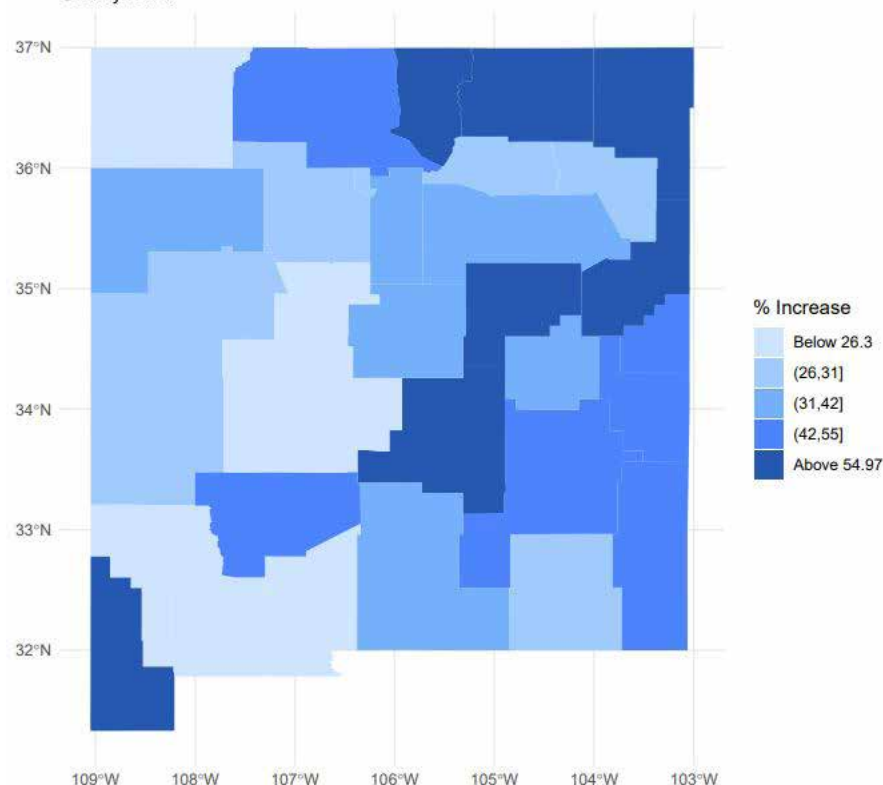 37°N
36°N
35°N
34°N
33°N
32°N
109°W 108°W 107°W 106°W 105°W 104°W 103°W
% Increase
Below 26.3
(26,31]
(31,42]
(42,55]
Above 54.97